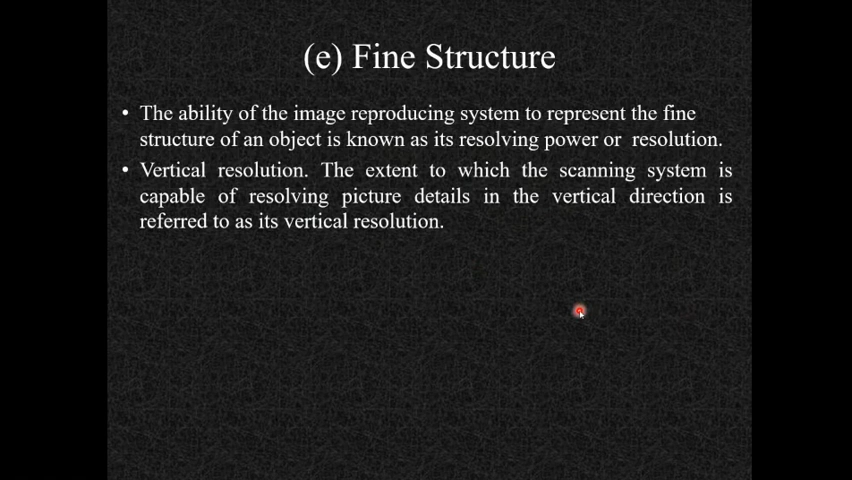 (e) Fine Structure
• The ability of the image reproducing system to represent the fine
structure of an object is known as its resolving power or resolution.
• Vertical resolution. The extent to which the scanning system is
capable of resolving picture details in the vertical direction is
referred to as its vertical resolution.